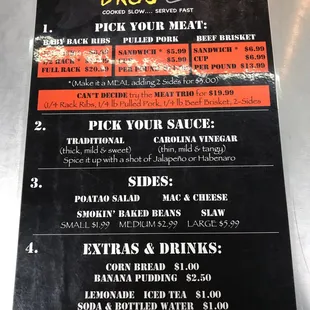 COOKED SLOW.... SERVED FAST
1. PICK YOUR MEAT:
BABY BACK RIBS PULLED PORK BEEF BRISKET
SANDWICH * $5.99 SANDWICH * $6.99
CUP CUP $6.99
FULL RACK PER POUND PER POUND $13.99
*(Make it a MEAL adding 2 Sides for $3.00)*
CAN'T DECIDE try the MEAT TRIO for $19.99
1/4 lb Pulled Pork, 1/4 lb Beef Brisket, 2-Sides
2. PICK YOUR SAUCE:
TRADITIONAL CAROLINA VINEGAR
(thick, mild & sweet) (thin, mild & tangy)
Spice it up with a shot of Jalapeño or Habenaro
3. SIDES:
POATAO SALAD MAC & CHEESE
SMOKIN' BAKED BEANS SLAW
SMALL $1.99 MEDIUM $2.99 LARGE $5.99
4. EXTRAS & DRINKS:
CORN BREAD $1.00
BANANA PUDDING $2.50
LEMONADE ICED TEA $1.00
SODA & BOTTLED WATER $1.00